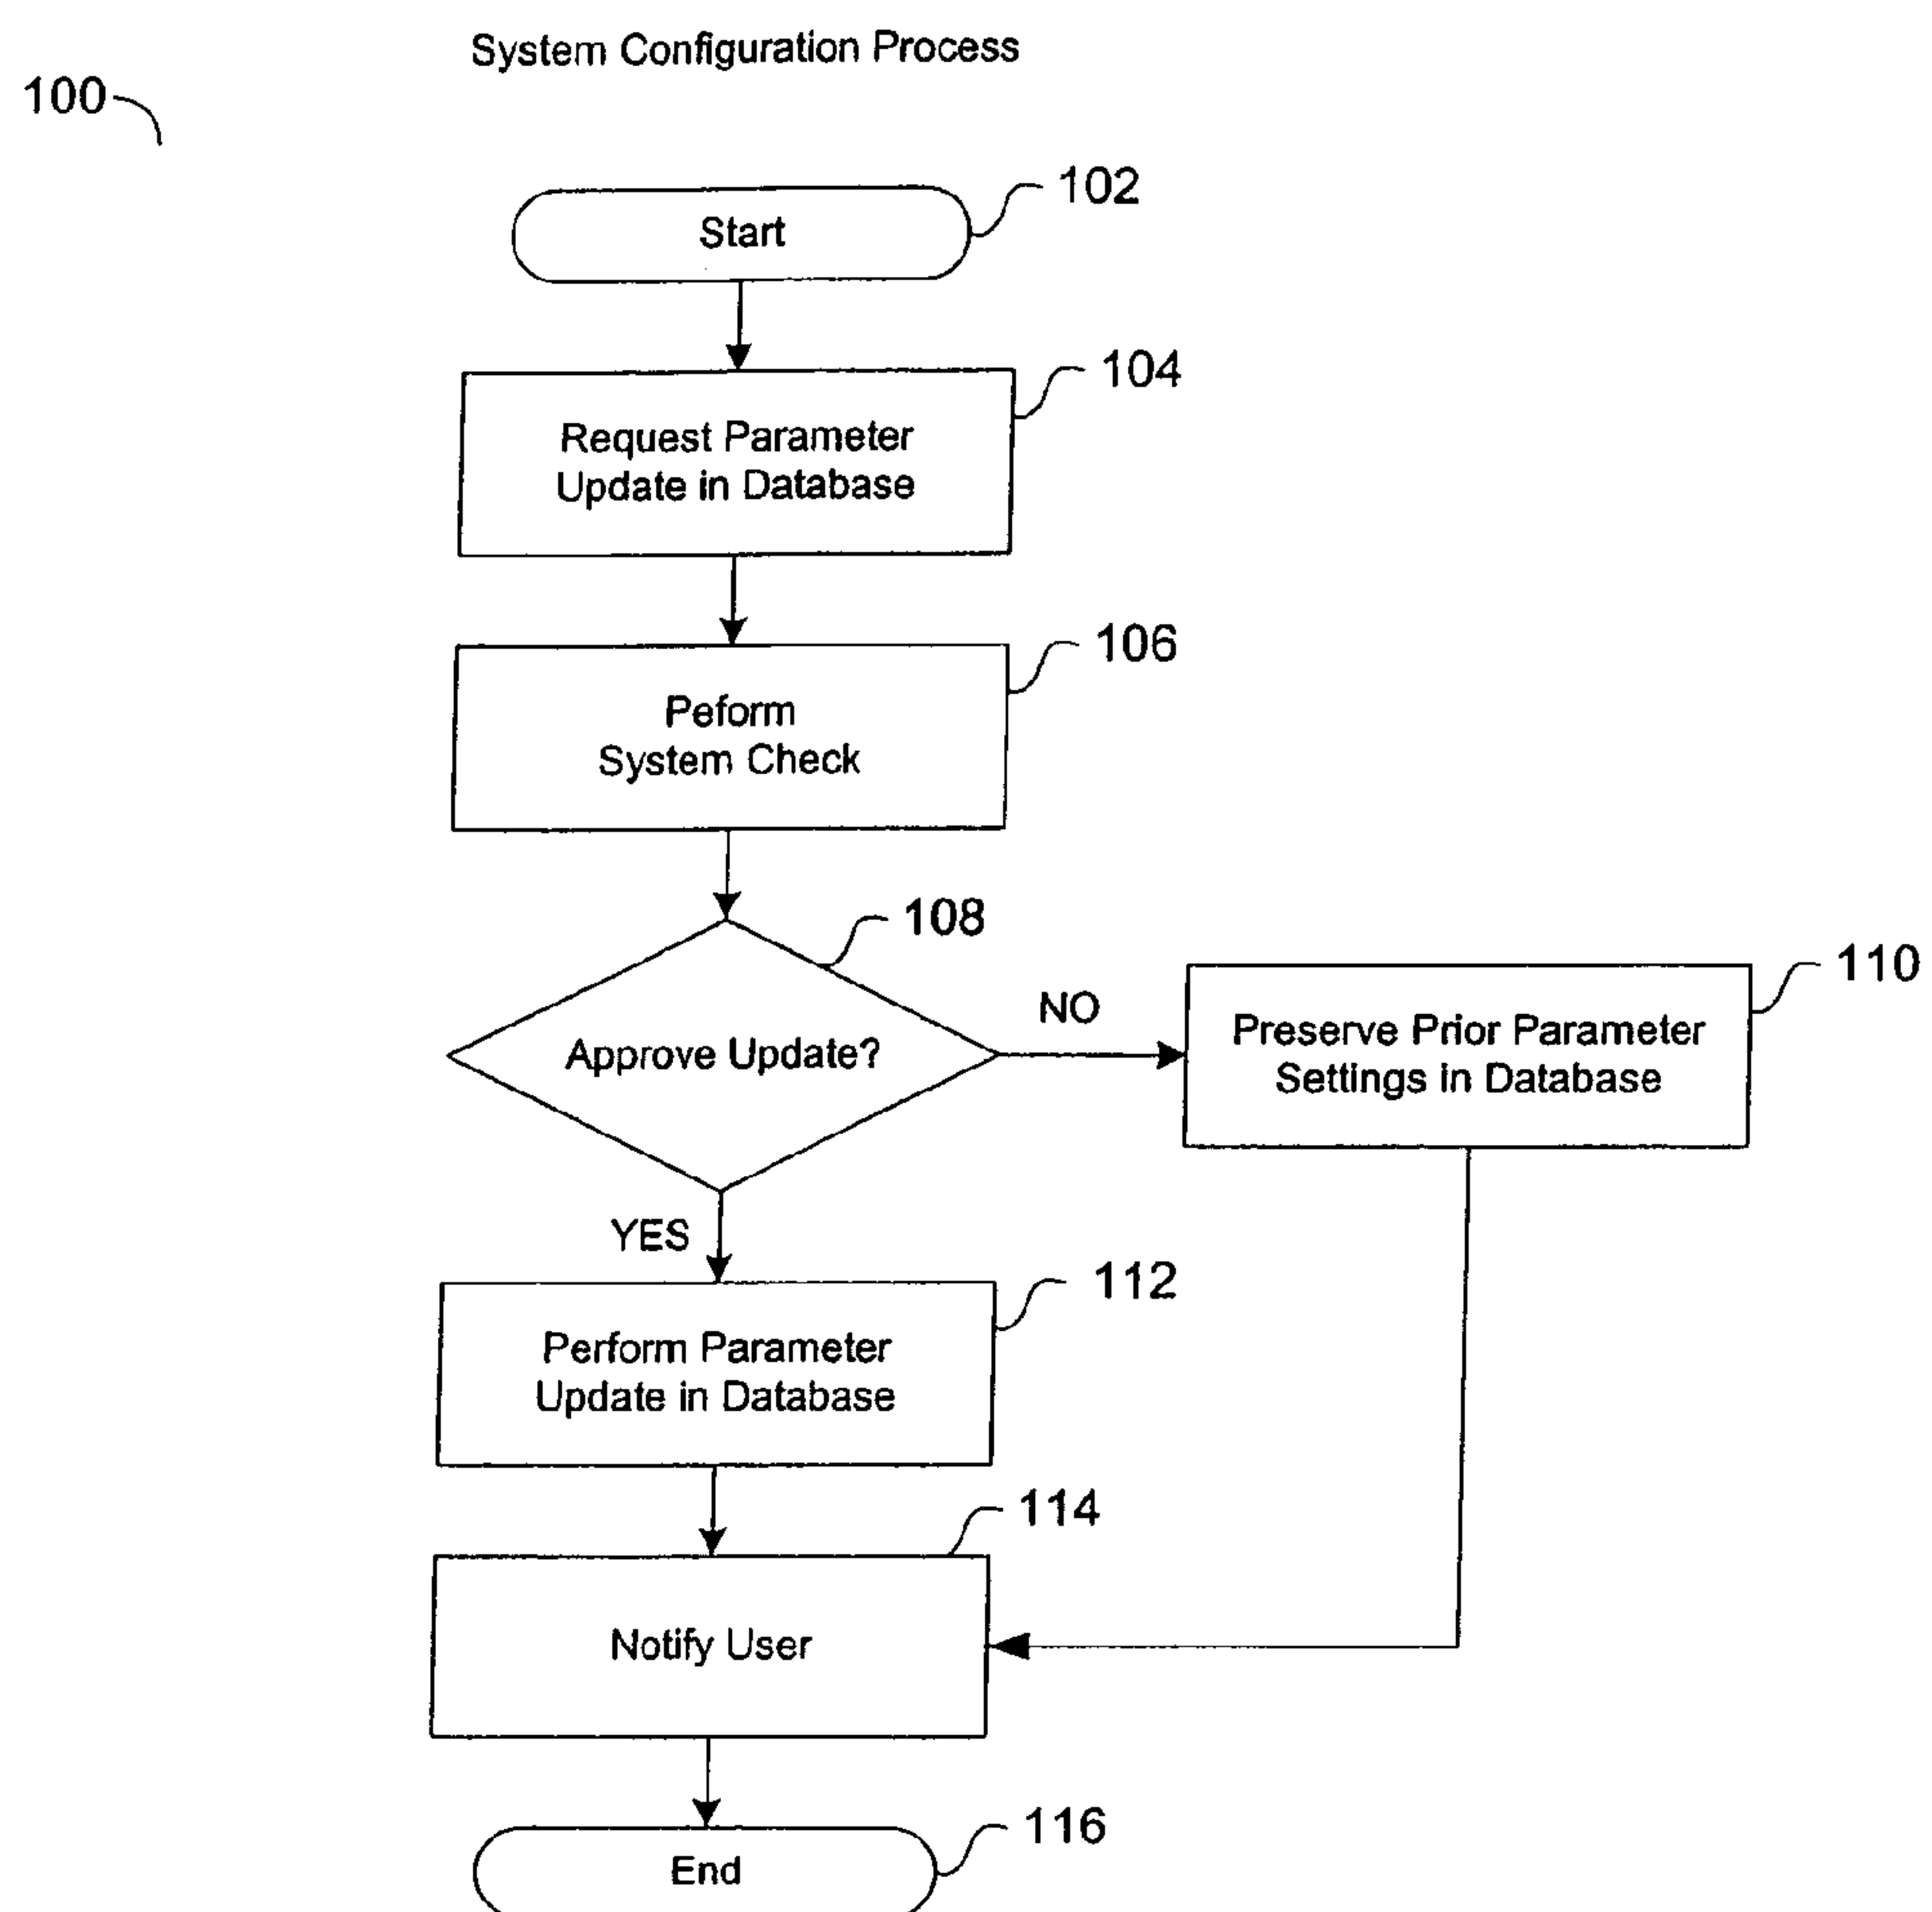 System Configuration Process
100
102
Start
104
Request Parameter
Update in Database
106
Peform
System Check
108
Approve Update?
NO
110
Preserve Prior Parameter
Settings in Database
YES
112
Perform Parameter
Update in Database
114
Notify User
116
End